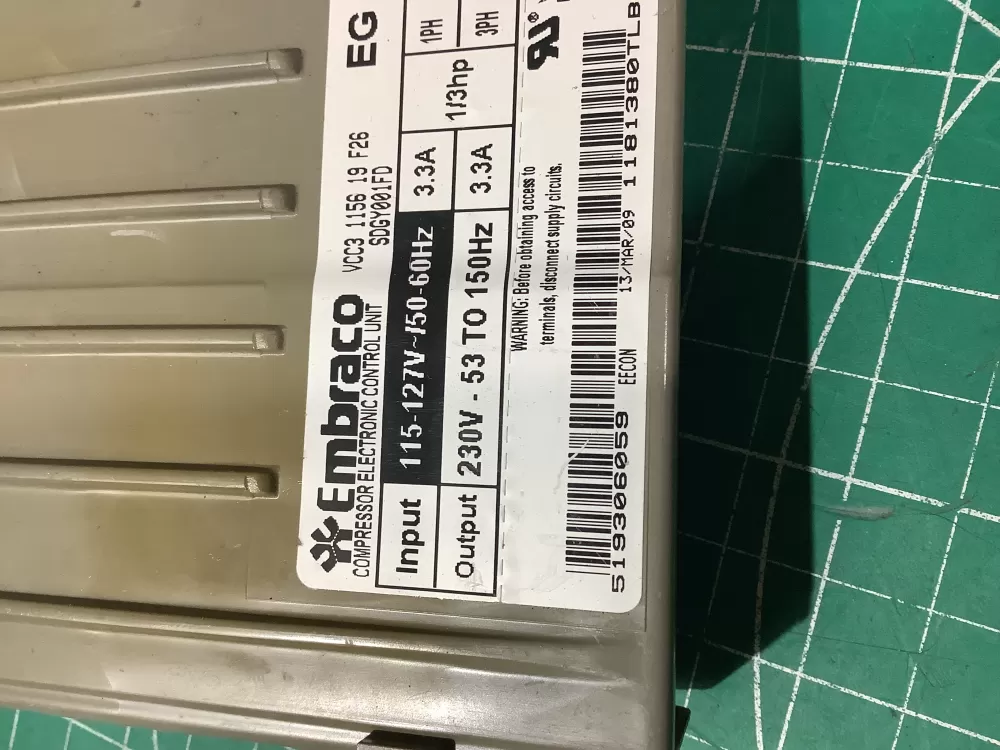 Embraco
VCC3 1156 19 F26
EG
COMPRESSOR ELECTRONIC CONTROL UNIT
SDGY001FD
Input 115-127V~/50-60Hz 3.3A 1/3hp 1PH
Output 230V - 53 TO 150Hz 3.3A 3PH
WARNING: Before obtaining access to
terminals, disconnect supply circuits.
519306059 EECON 13/MAR/09 1181380TLB